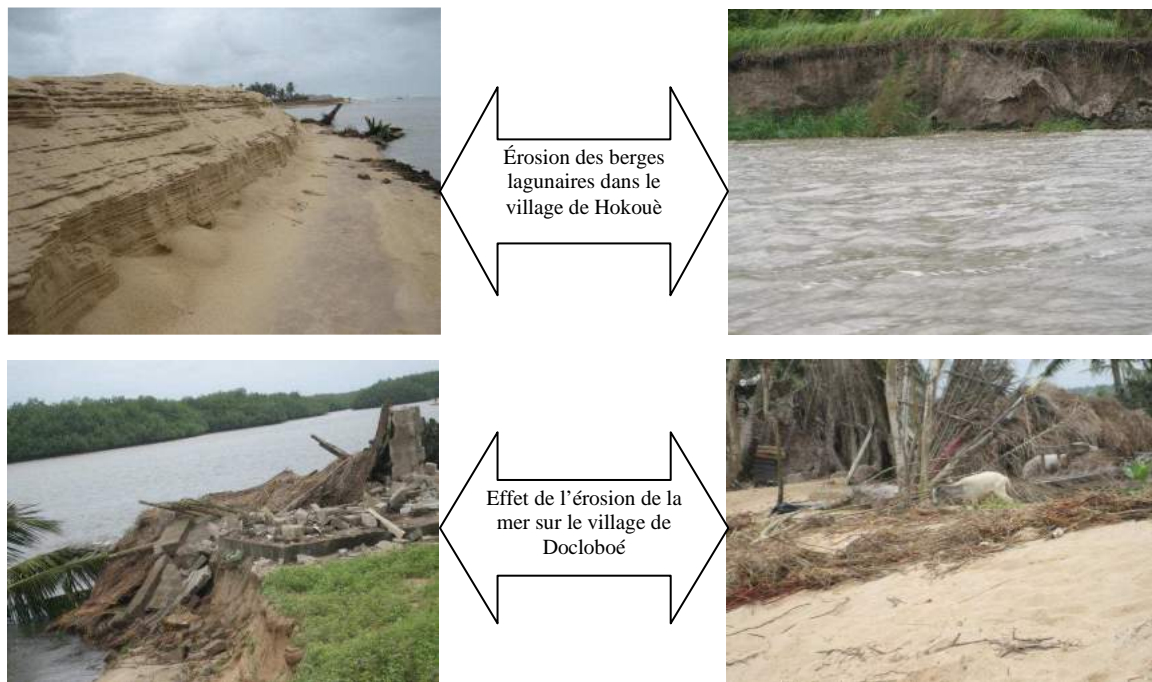 Érosion des berges
lagunaires dans le
village de Hokouè
Effet de l'érosion de la
mer sur le village de
Docloboé